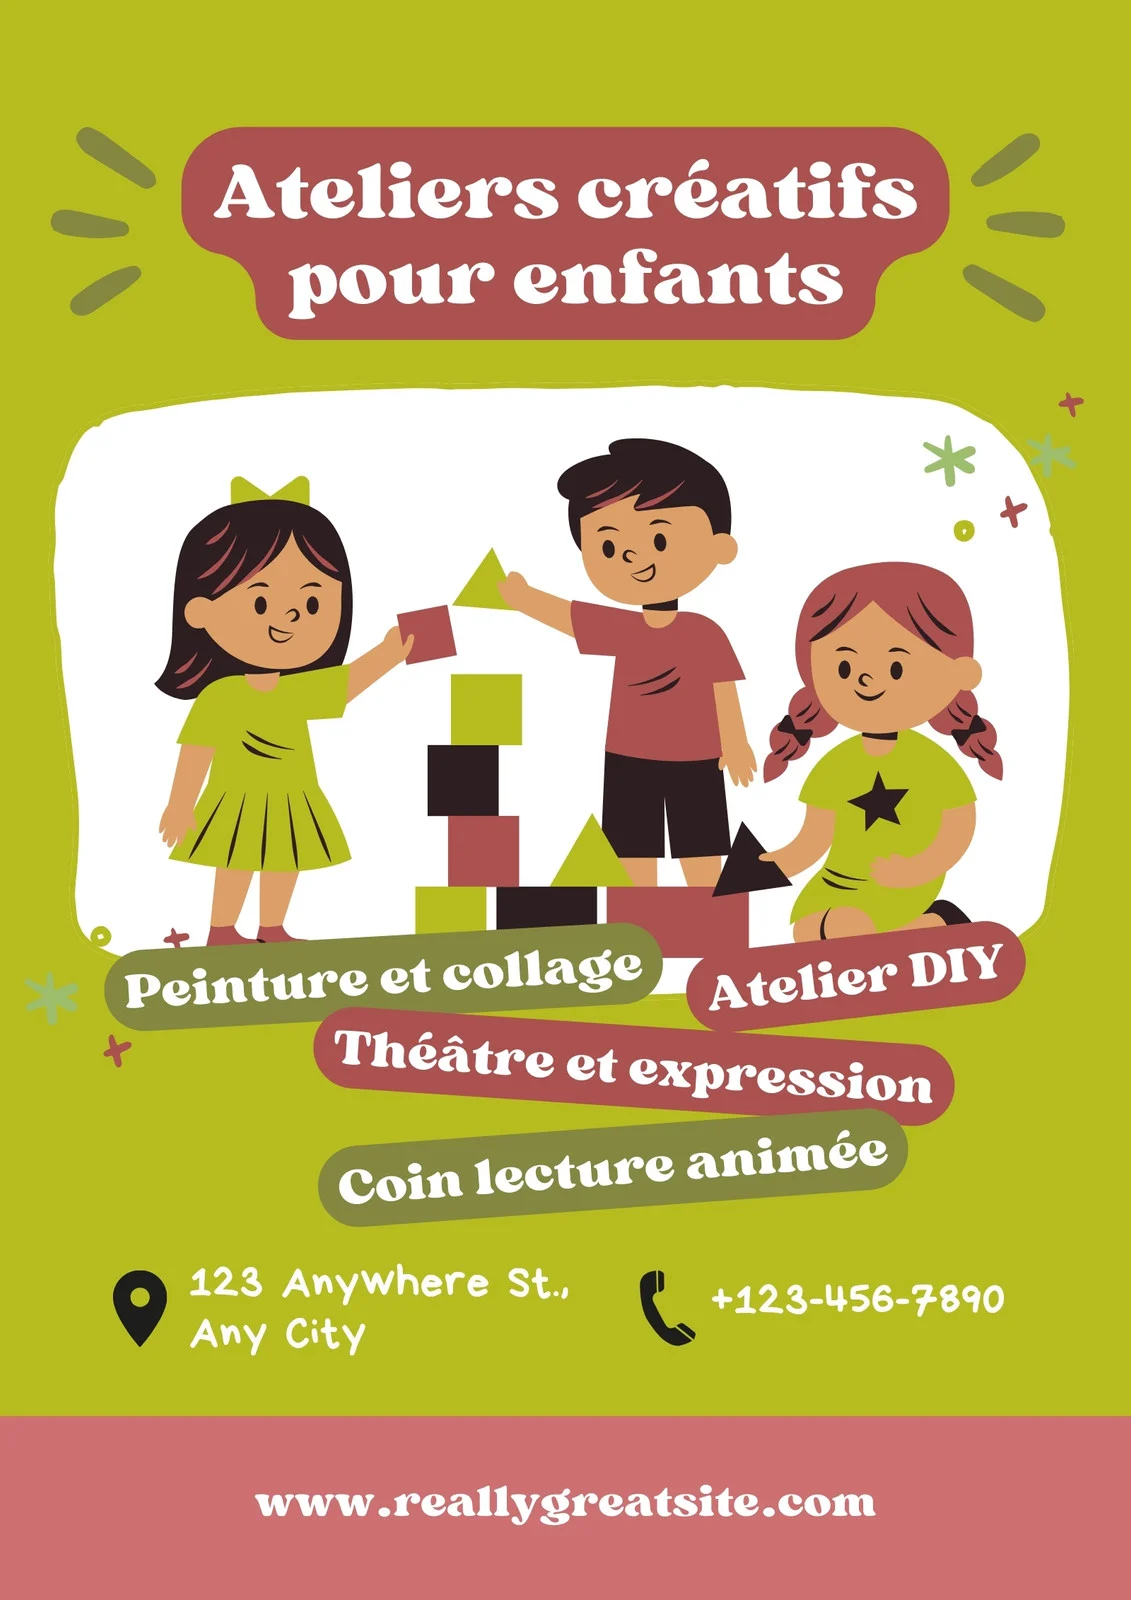 Ateliers créatifs
pour enfants
Peinture et collage
Atelier DIY
Théâtre et expression
Coin lecture animée
123 Anywhere St.,
Any City
+123-456-7890
www.reallygreatsite.com